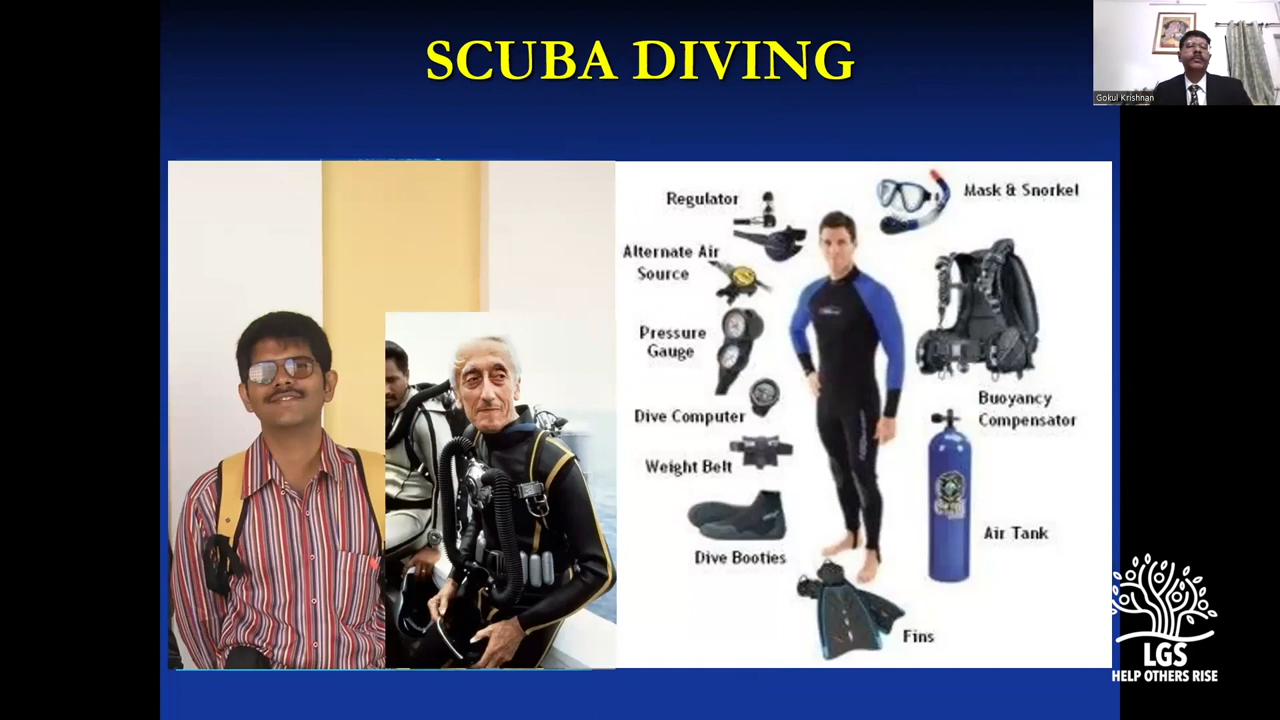 SCUBA DIVING
Gokul Krishnan
Regulator
Mask & Snorkel
Alternate Air
Source
Pressure
Gauge
Buoyancy
Compensator
Dive Computer
Weight Belt
Air Tank
Dive Booties
Fins
LGS
HELP OTHERS RISE